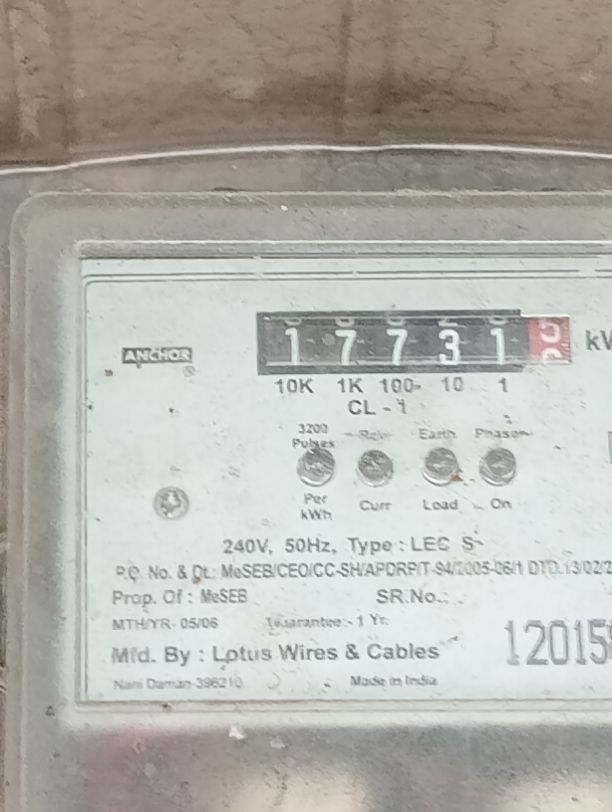 17731
kV
ANCHOR
10K 1K 100 10 1
CL - 1
3200 Pulses Rev Earth Phase
Per kWh Curr Load On
240V, 50Hz, Type : LEC S
P.O. No. & Dt.: MeSEB/CEO/CC-SH/APDRP/T-94/2005-06/1 DTD.13/02/2
Prop. Of : MeSEB SR.No.:
MTH/YR- 05/06 Guarantee:- 1 Yr.
Mfd. By : Lotus Wires & Cables
12015
Nani Daman-396210. Made in India